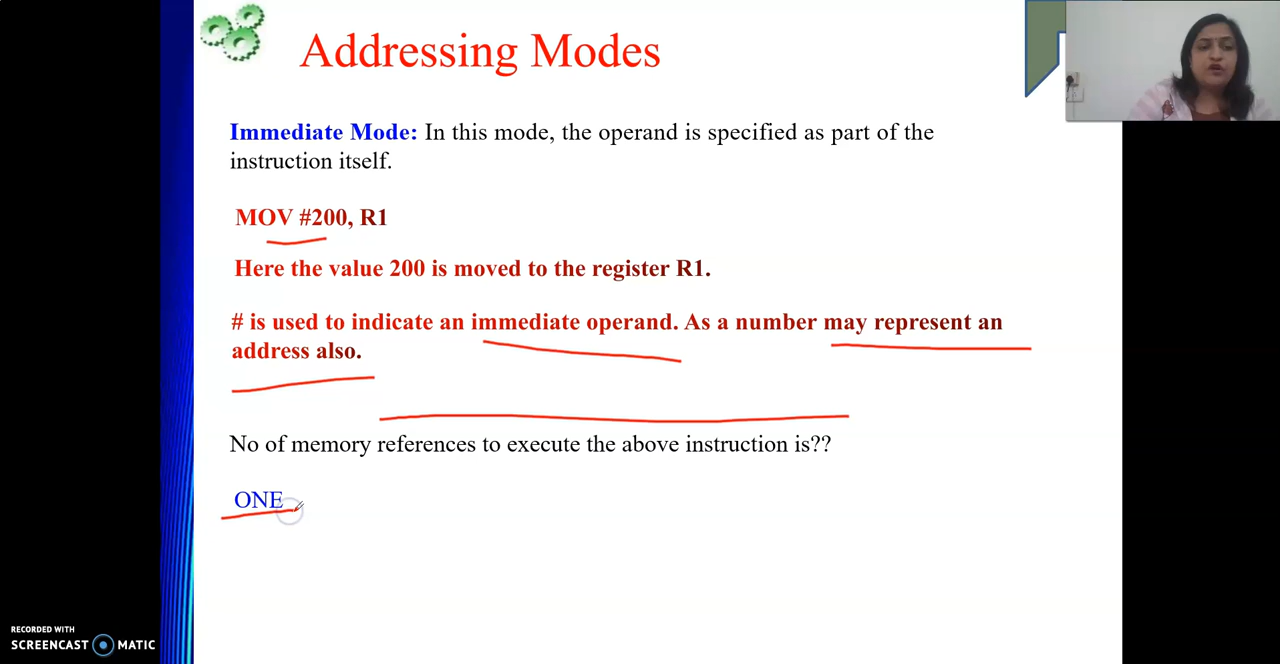 Addressing Modes
Immediate Mode: In this mode, the operand is specified as part of the
instruction itself.
MOV #200, R1
Here the value 200 is moved to the register R1.
# is used to indicate an immediate operand. As a number may represent an
address also.
No of memory references to execute the above instruction is??
ONE
RECORDED WITH
SCREENCAST MATIC